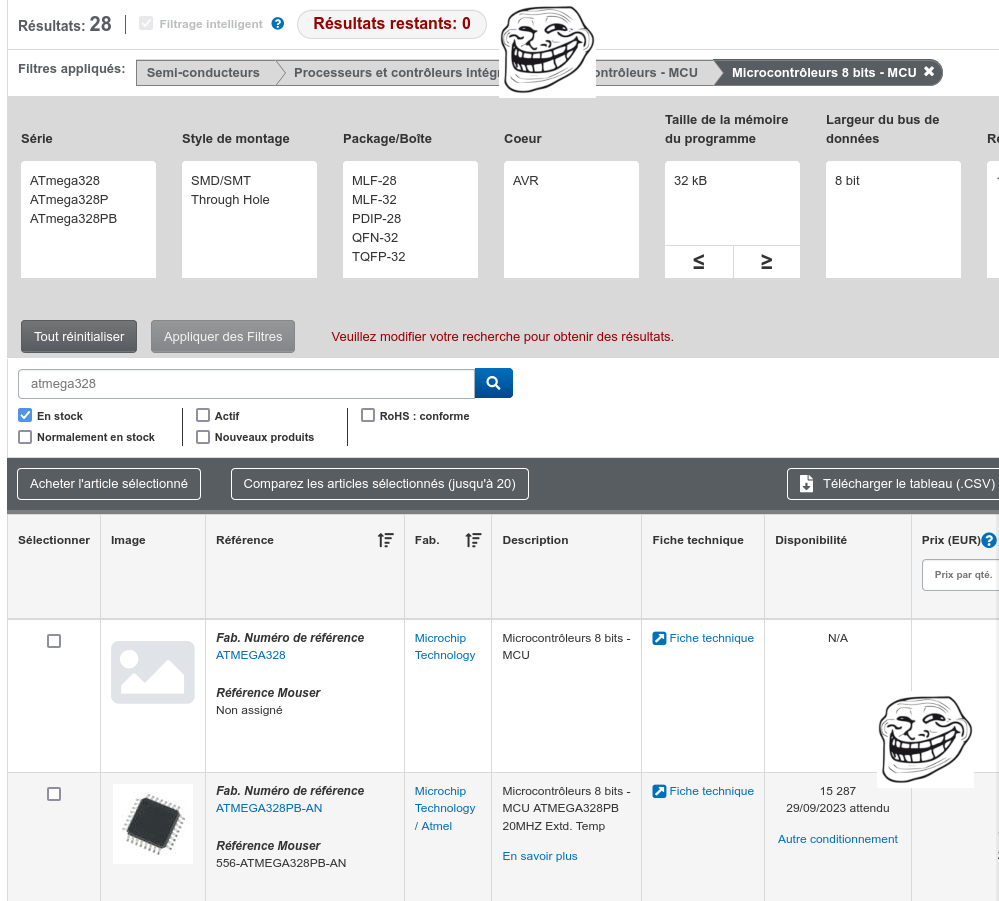 Résultats: 28
Filtrage intelligent
?
Résultats restants: 0
Filtres appliqués:
Semi-conducteurs
Processeurs et contrôleurs
ontrôleurs - MCU
Microcontrôleurs 8 bits - MCU ✖
Série
Style de montage
Package/Boîte
Coeur
Taille de la mémoire
du programme
Largeur du bus de
données
ATmega328
ATmega328P
ATmega328PB
SMD/SMT
Through Hole
MLF-28
MLF-32
PDIP-28
QFN-32
TQFP-32
AVR
32 kB
≤ ≥
8 bit
Tout réinitialiser
Appliquer des Filtres
Veuillez modifier votre recherche pour obtenir des résultats.
atmega328
En stock
Normalement en stock
Actif
Nouveaux produits
RoHS : conforme
Acheter l'article sélectionné
Comparez les articles sélectionnés (jusqu'à 20)
Télécharger le tableau (.CSV)
Sélectionner
Image
Référence
Fab.
Description
Fiche technique
Disponibilité
Prix (EUR)
?
Prix par qté.
Fab. Numéro de référence
ATMEGA328
Référence Mouser
Non assigné
Microchip
Technology
Microcontrôleurs 8 bits -
MCU
Fiche technique
N/A
Fab. Numéro de référence
ATMEGA328PB-AN
Référence Mouser
556-ATMEGA328PB-AN
Microchip
Technology
/ Atmel
Microcontrôleurs 8 bits -
MCU ATMEGA328PB
20MHZ Extd. Temp
En savoir plus
Fiche technique
15 287
29/09/2023 attendu
Autre conditionnement